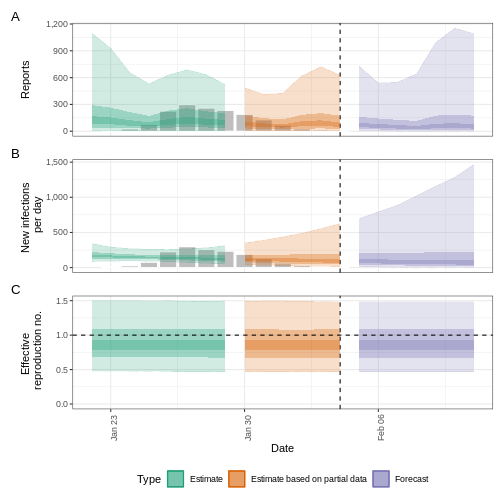 A
Reports
1,200
900
600
300
0
B
New infections
per day
1,500
1,000
500
0
C
Effective
reproduction no.
1.5
1.0
0.5
0.0
Jan 23
Jan 30
Feb 06
Date
Type
Estimate
Estimate based on partial data
Forecast